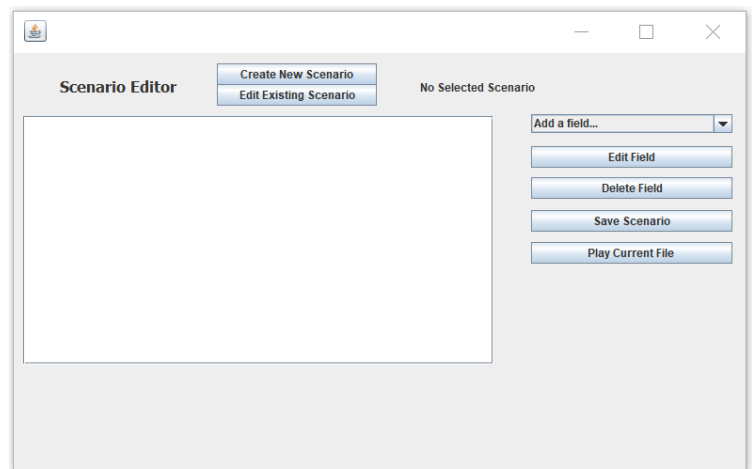 Scenario Editor
Create New Scenario
Edit Existing Scenario
No Selected Scenario
Add a field...
Edit Field
Delete Field
Save Scenario
Play Current File